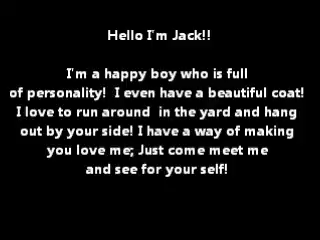 Hello I'm Jack!!
I'm a happy boy who is full
of personality! I even have a beautiful coat!
I love to run around in the yard and hang
out by your side! I have a way of making
you love me; Just come meet me
and see for your self!